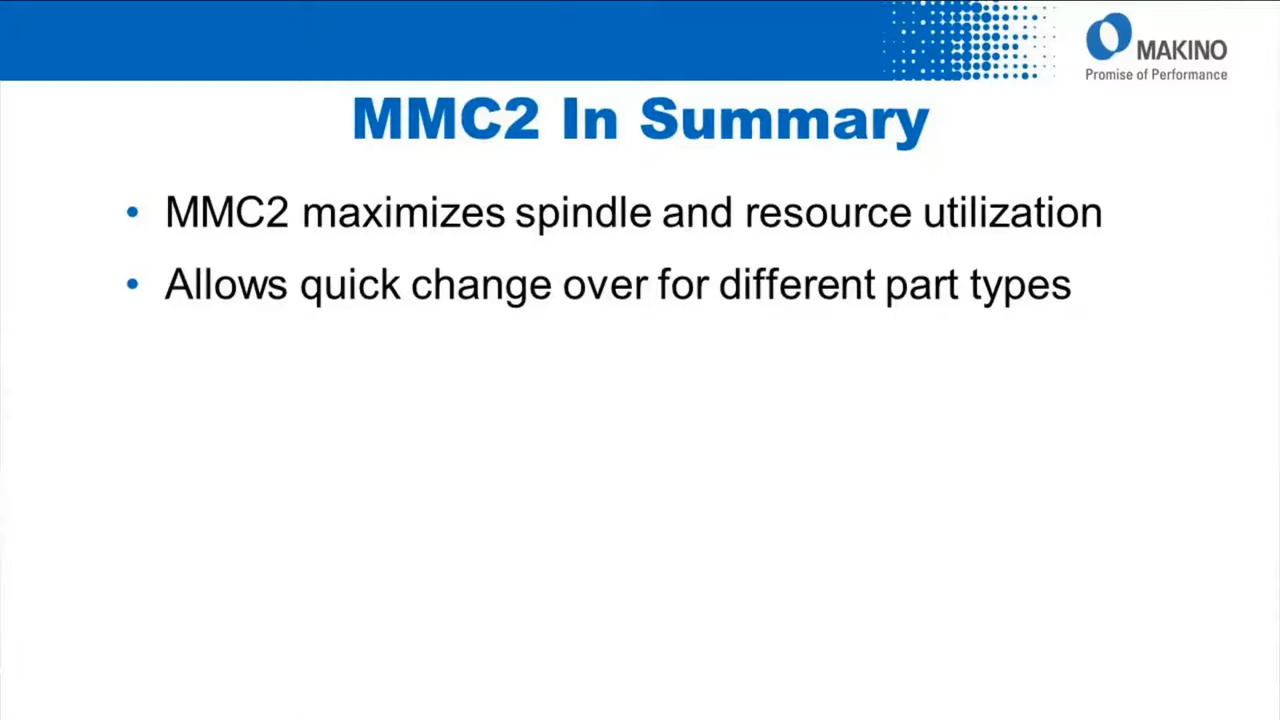 MAKINO
Promise of Performance
MMC2 In Summary
• MMC2 maximizes spindle and resource utilization
• Allows quick change over for different part types